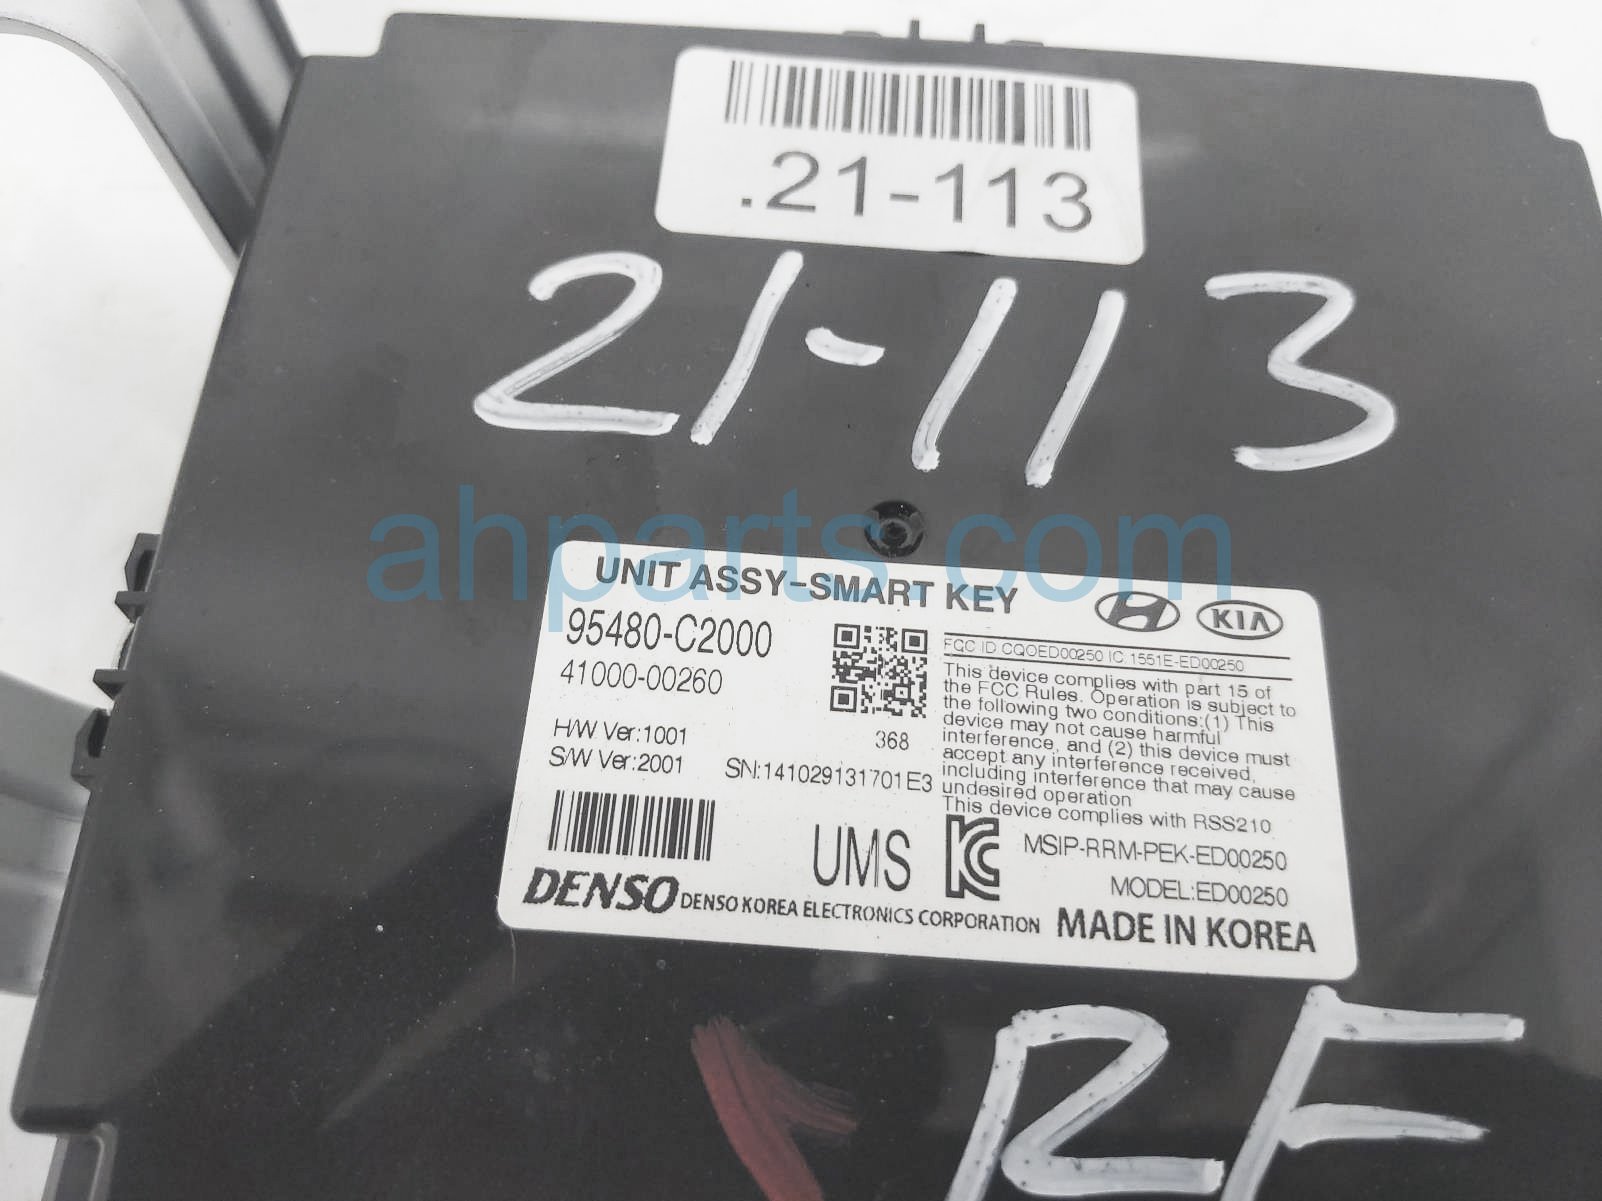 .21-113
21-113
ahparts.com
UNIT ASSY-SMART KEY
95480-C2000
41000-00260
H/W Ver:1001
S/W Ver:2001
368
SN:141029131701E3
KIA
FCC ID CQOED00250 IC 1551E-ED00250
This device complies with part 15 of
the FCC Rules. Operation is subject to
the following two conditions:(1) This
device may not cause harmful
interference, and (2) this device must
accept any interference received,
including interference that may cause
undesired operation
This device complies with RSS210
UMS
MSIP-RRM-PEK-ED00250
MODEL:ED00250
DENSO DENSO KOREA ELECTRONICS CORPORATION MADE IN KOREA
RF